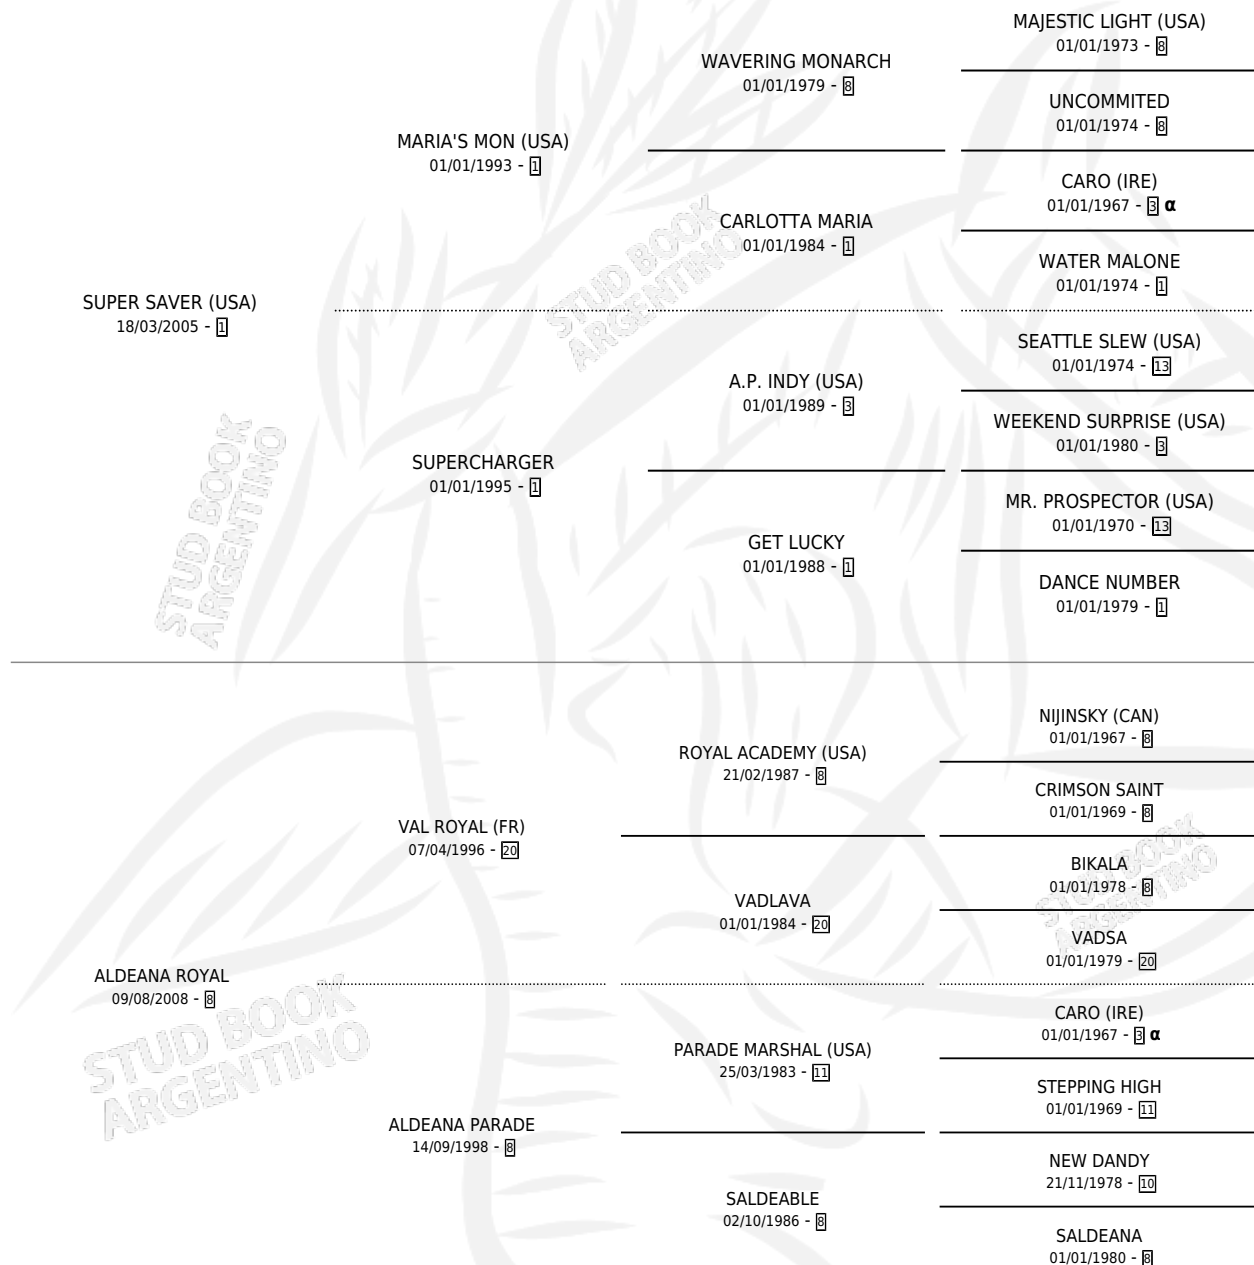 MAJESTIC LIGHT (USA)
01/01/1973 - 8
WAVERING MONARCH
01/01/1979 - 8
UNCOMMITED
01/01/1974 - 8
MARIA'S MON (USA)
01/01/1993 - 1
CARO (IRE)
01/01/1967 - 3 α
CARLOTTA MARIA
01/01/1984 - 1
WATER MALONE
01/01/1974 - 1
SUPER SAVER (USA)
18/03/2005 - 1
STUD BOOK
ARGENTINO
SEATTLE SLEW (USA)
01/01/1974 - 13
A.P. INDY (USA)
01/01/1989 - 3
WEEKEND SURPRISE (USA)
01/01/1980 - 3
SUPERCHARGER
01/01/1995 - 1
MR. PROSPECTOR (USA)
01/01/1970 - 13
GET LUCKY
01/01/1988 - 1
DANCE NUMBER
01/01/1979 - 1
STUD BOOK
ARGENTINO
NIJINSKY (CAN)
01/01/1967 - 8
ROYAL ACADEMY (USA)
21/02/1987 - 8
CRIMSON SAINT
01/01/1969 - 8
VAL ROYAL (FR)
07/04/1996 - 20
BIKALA
01/01/1978 - 8
VADLAVA
01/01/1984 - 20
VADSA
01/01/1979 - 20
STUD BOOK
ARGENTINO
ALDEANA ROYAL
09/08/2008 - 8
CARO (IRE)
01/01/1967 - 3 α
PARADE MARSHAL (USA)
25/03/1983 - 11
STEPPING HIGH
01/01/1969 - 11
ALDEANA PARADE
14/09/1998 - 8
NEW DANDY
21/11/1978 - 10
SALDEABLE
02/10/1986 - 8
SALDEANA
01/01/1980 - 8
STUD BOOK
ARGENTINO